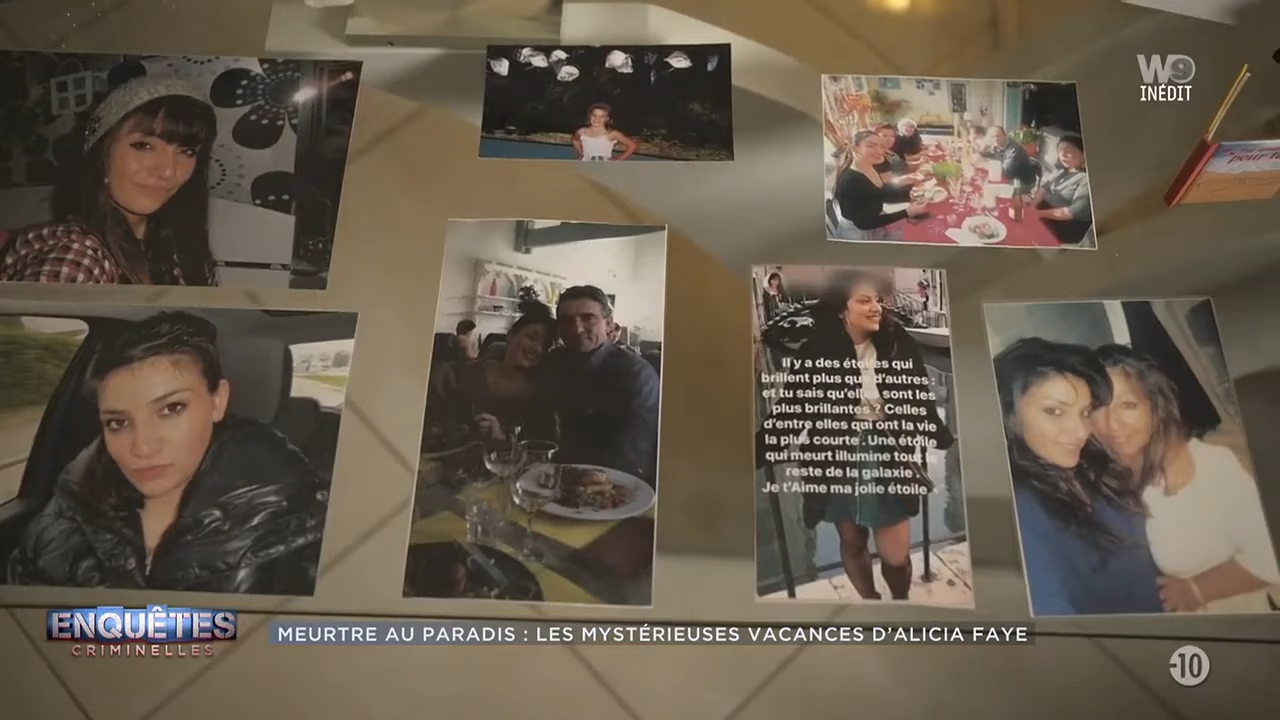 W9
INÉDIT
pour t
Il y a des étoiles qui
brillent plus que d'autres :
et tu sais qu'elles sont les
plus brillantes ? Celles
d'entre elles qui ont la vie
la plus courte . Une étoile
qui meurt illumine tout le
reste de la galaxie .
Je t'Aime ma jolie étoile
ENQUÊTES
CRIMINELLES
MEURTRE AU PARADIS : LES MYSTÉRIEUSES VACANCES D'ALICIA FAYE
-10